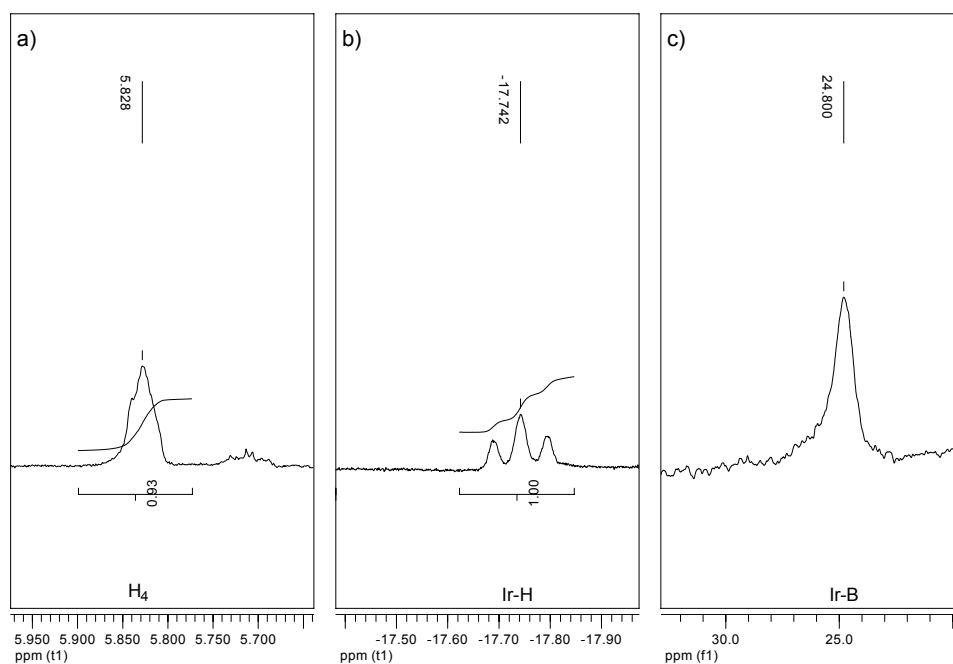 a)
5.828
0.93
H4
5.950 5.900 5.850 5.800 5.750 5.700
ppm (t1)
b)
-17.742
1.00
Ir-H
-17.50 -17.60 -17.70 -17.80 -17.90
ppm (t1)
c)
24.800
Ir-B
30.0 25.0
ppm (f1)